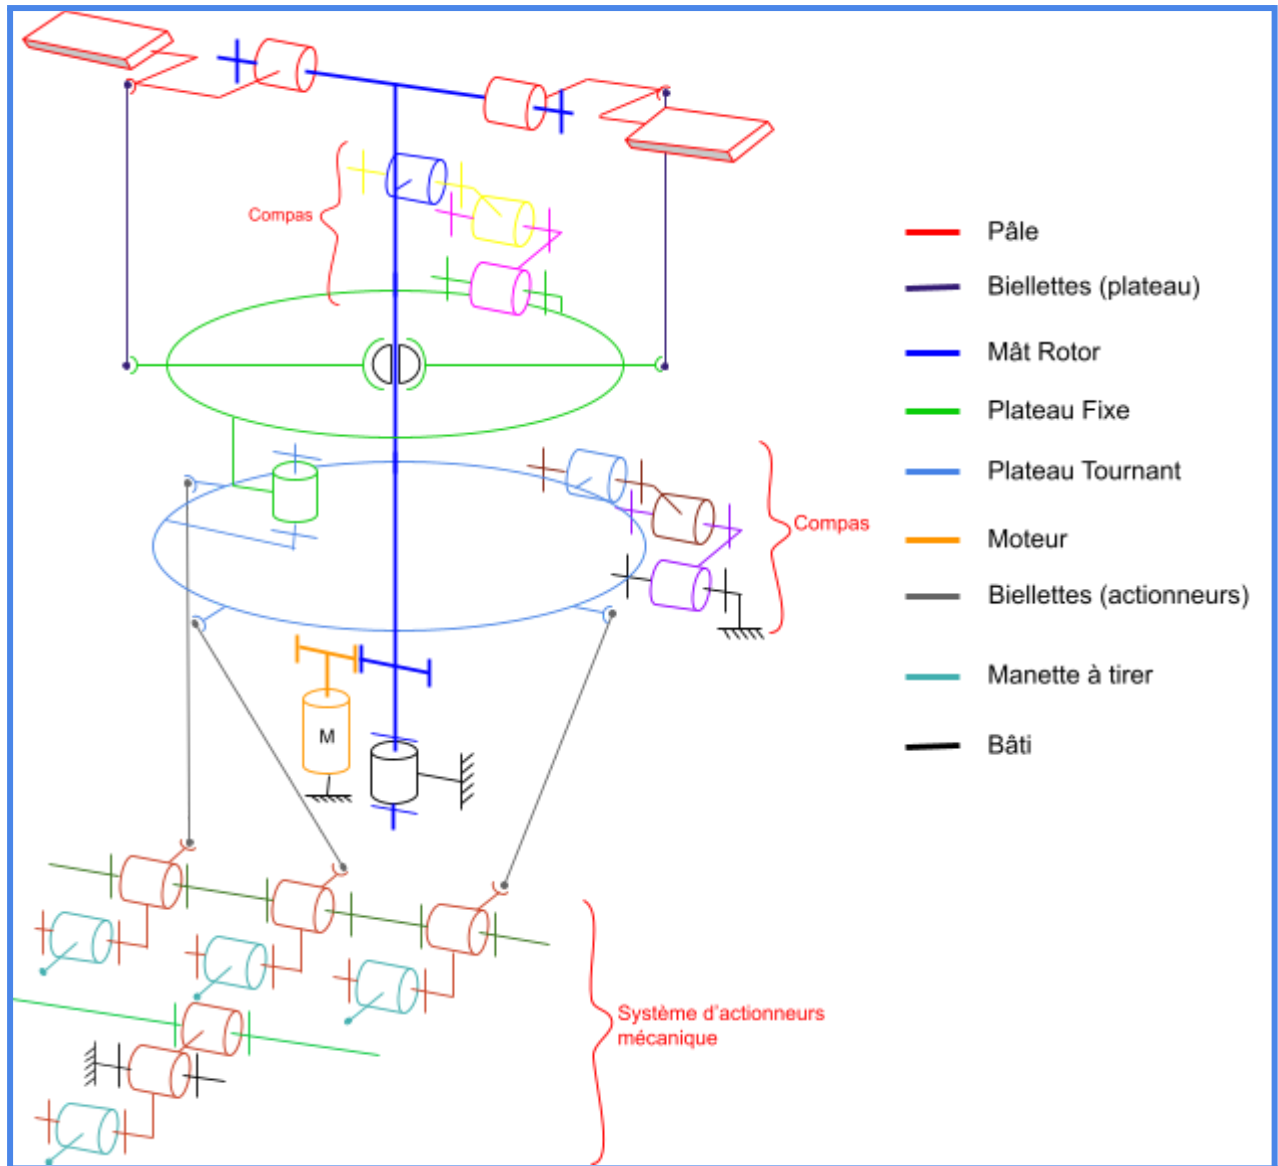 Compas
Pâle
Biellettes (plateau)
Mât Rotor
Plateau Fixe
Plateau Tournant
Compas
Moteur
Biellettes (actionneurs)
M
Manette à tirer
Bâti
Système d'actionneurs
mécanique